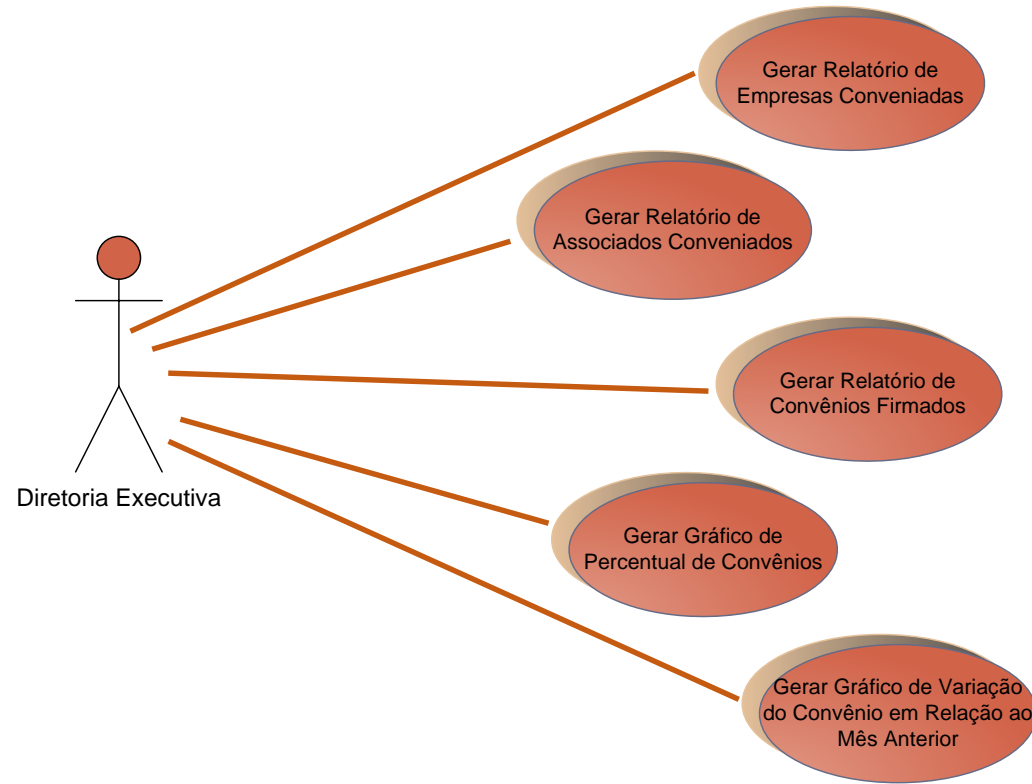 Gerar Relatório de
Empresas Conveniadas
Gerar Relatório de
Associados Conveniados
Gerar Relatório de
Convênios Firmados
Diretoria Executiva
Gerar Gráfico de
Percentual de Convênios
Gerar Gráfico de Variação
do Convênio em Relação ao
Mês Anterior